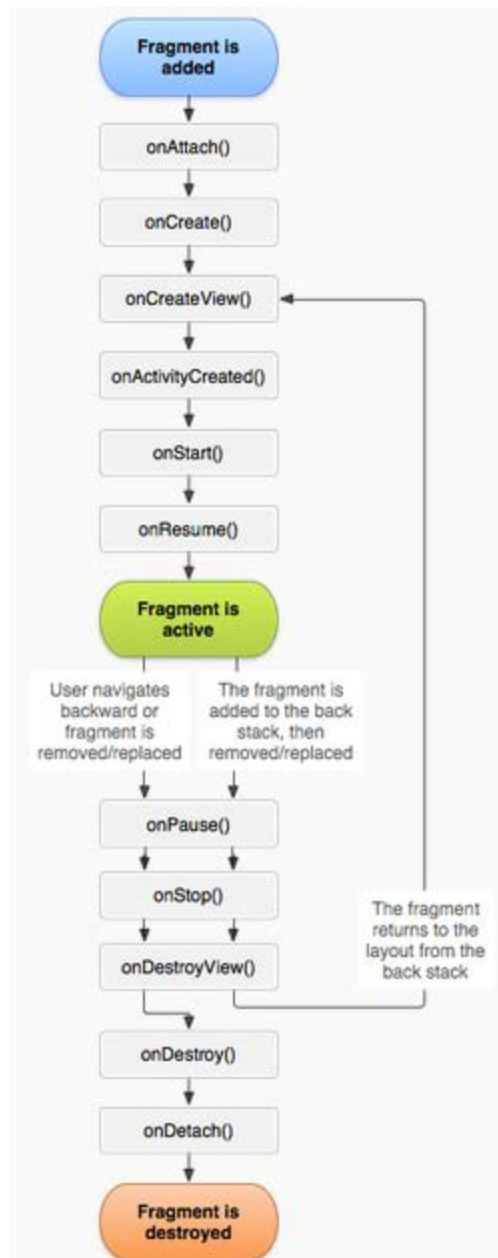 Fragment is
added
onAttach()
onCreate()
onCreateView()
onActivityCreated()
onStart()
onResume()
Fragment is
active
User navigates
backward or
fragment is
removed/replaced
The fragment is
added to the back
stack, then
removed/replaced
onPause()
onStop()
The fragment
returns to the
layout from the
back stack
onDestroyView()
onDestroy()
onDetach()
Fragment is
destroyed